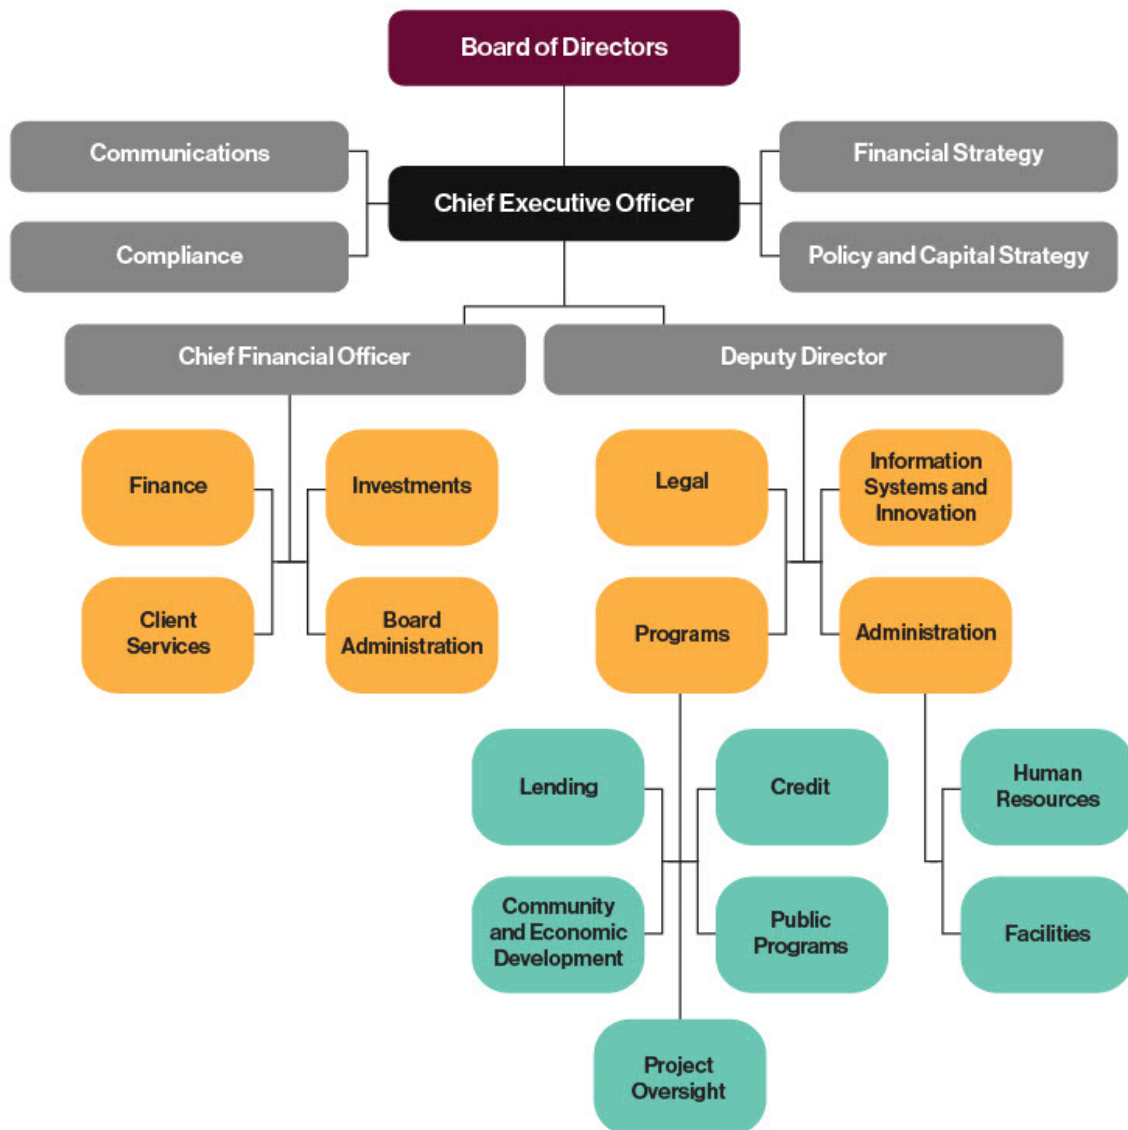 Board of Directors
Communications
Financial Strategy
Chief Executive Officer
Compliance
Policy and Capital Strategy
Chief Financial Officer
Deputy Director
Finance
Investments
Legal
Information
Systems and
Innovation
Client
Services
Board
Administration
Programs
Administration
Lending
Credit
Human
Resources
Community
and Economic
Development
Public
Programs
Facilities
Project
Oversight